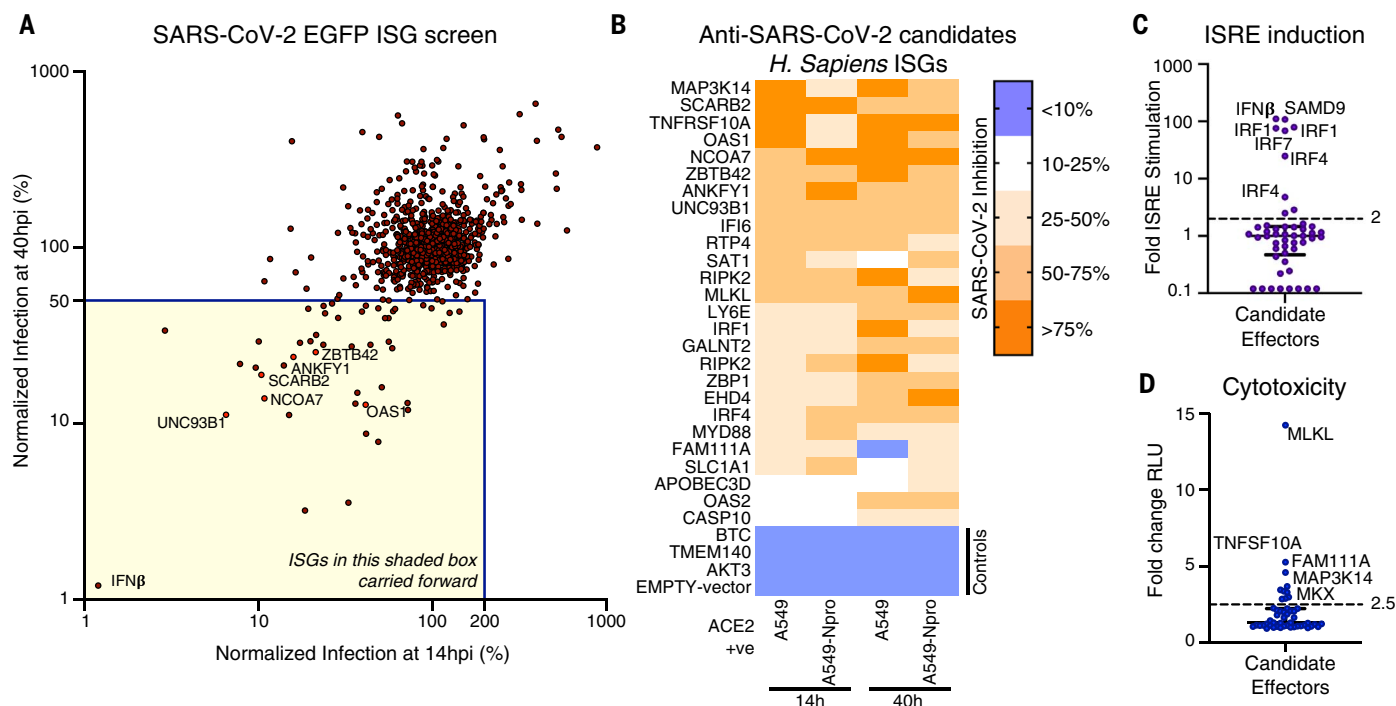 A
SARS-CoV-2 EGFP ISG screen
Normalized Infection at 40hpi (%)
1000
100
50
10
1
ZBTB42
ANKFY1
SCARB2
NCOA7
UNC93B1
OAS1
IFNβ
ISGs in this shaded box
carried forward
1
10
100
200
1000
Normalized Infection at 14hpi (%)
B
Anti-SARS-CoV-2 candidates
H. Sapiens ISGs
MAP3K14
SCARB2
TNFRSF10A
OAS1
NCOA7
ZBTB42
ANKFY1
UNC93B1
IFI6
RTP4
SAT1
RIPK2
MLKL
LY6E
IRF1
GALNT2
RIPK2
ZBP1
EHD4
IRF4
MYD88
FAM111A
SLC1A1
APOBEC3D
OAS2
CASP10
BTC
TMEM140
AKT3
EMPTY-vector
Controls
ACE2
+ve
A549
A549-Npro
A549
A549-Npro
14h
40h
SARS-CoV-2 Inhibition
<10%
10-25%
25-50%
50-75%
>75%
C
ISRE induction
Fold ISRE Stimulation
1000
100
10
1
0.1
IFNβ SAMD9
IRF1 IRF1
IRF7
IRF4
IRF4
2
Candidate
Effectors
D
Cytotoxicity
Fold change RLU
15
10
5
0
MLKL
TNFSF10A
FAM111A
MAP3K14
MKX
2.5
Candidate
Effectors